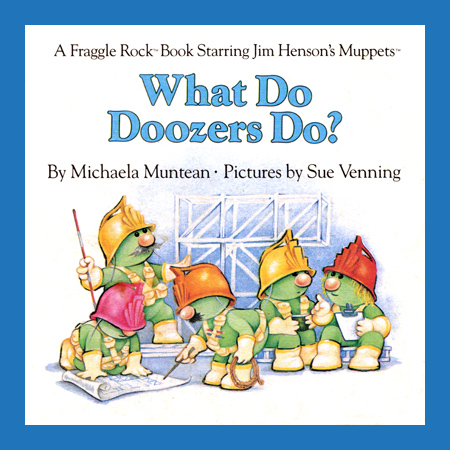 A Fraggle Rock™ Book Starring Jim Henson's Muppets™
What Do
Doozers Do?
By Michaela Muntean · Pictures by Sue Venning